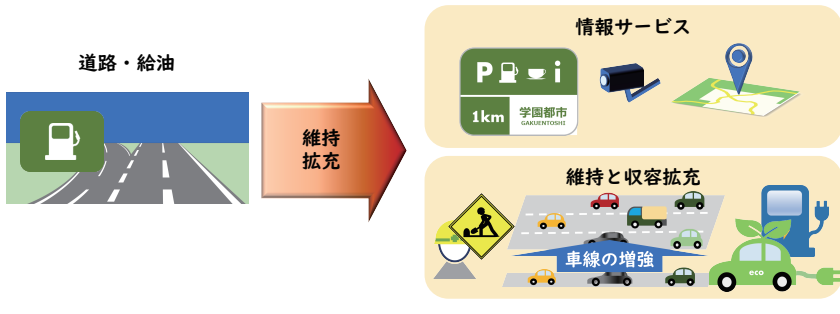 道路・給油
維持
拡充
情報サービス
P i
1km
学園都市
GAKUENTOSHI
維持と収容拡充
車線の増強
eco